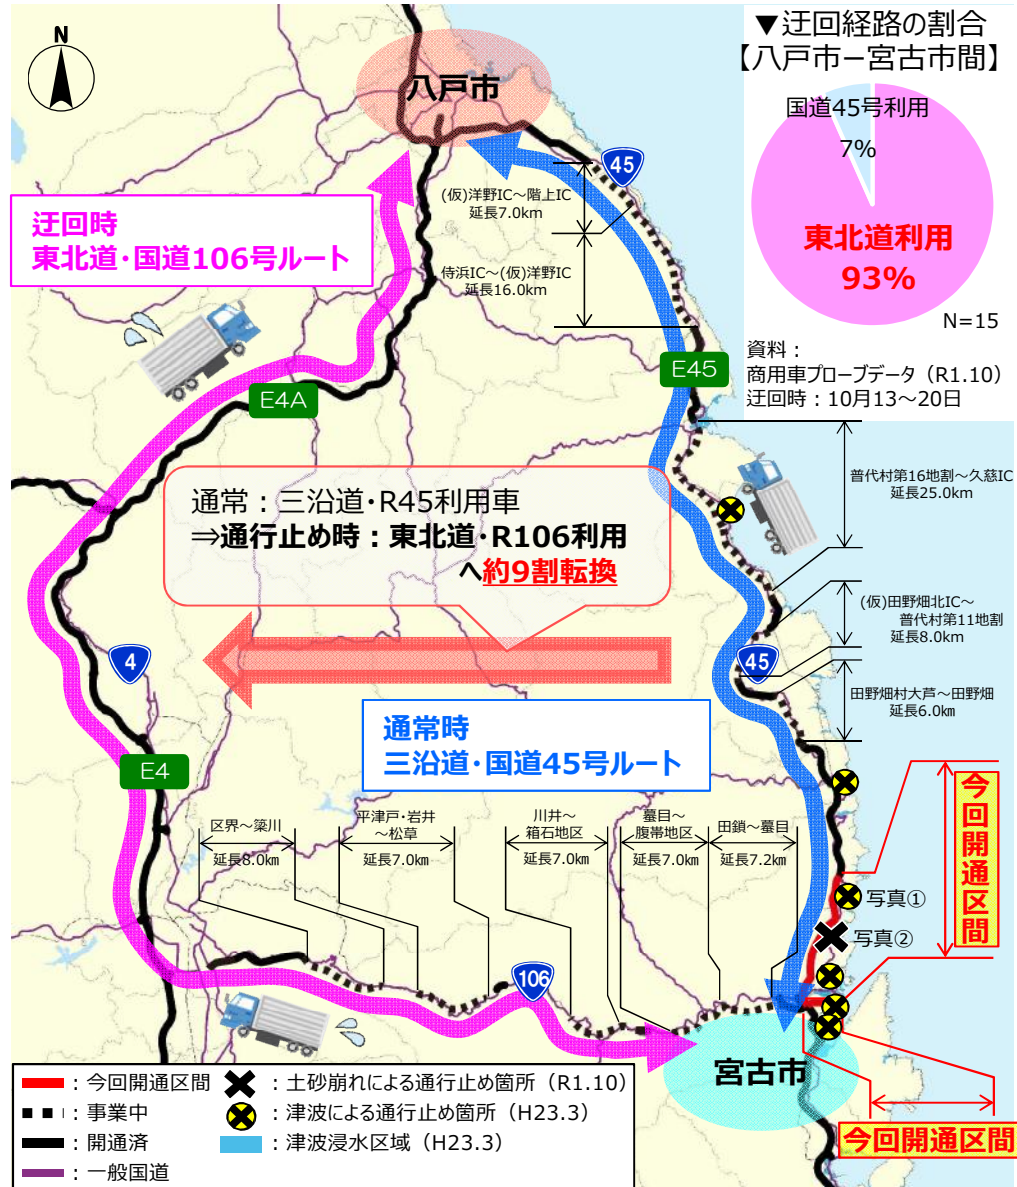 N
八戸市
▼迂回経路の割合
【八戸市－宮古市間】
国道45号利用
7%
東北道利用
93%
N=15
資料：
商用車プローブデータ（R1.10）
迂回時：10月13～20日
45
(仮)洋野IC～階上IC
延長7.0km
侍浜IC～(仮)洋野IC
延長16.0km
迂回時
東北道・国道106号ルート
E45
E4A
普代村第16地割～久慈IC
延長25.0km
通常：三沿道・R45利用車
⇒通行止め時：東北道・R106利用
へ約9割転換
(仮)田野畑北IC～
普代村第11地割
延長8.0km
4
45
田野畑村大芦～田野畑
延長6.0km
通常時
三沿道・国道45号ルート
E4
今回開通区間
区界～簗川
延長8.0km
平津戸・岩井
～松草
延長7.0km
川井～
箱石地区
延長7.0km
蟇目～
腹帯地区
延長7.0km
田鎖～蟇目
延長7.2km
写真①
写真②
106
宮古市
：今回開通区間
：事業中
：開通済
：一般国道
：土砂崩れによる通行止め箇所（R1.10）
：津波による通行止め箇所（H23.3）
：津波浸水区域（H23.3）
今回開通区間